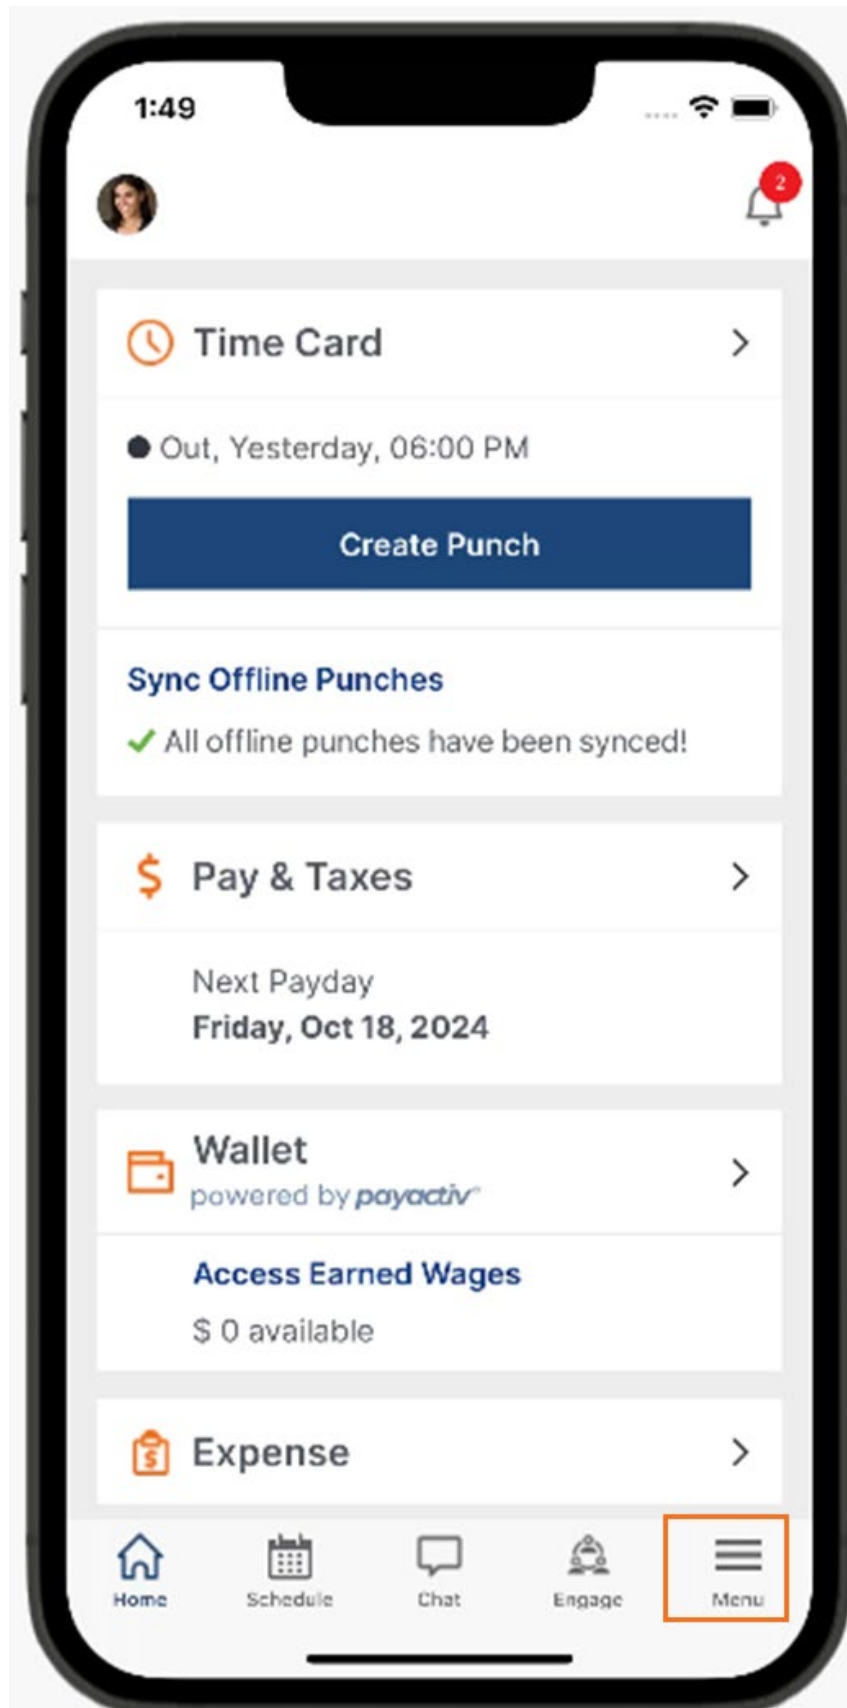 1:49
2
Time Card
Out, Yesterday, 06:00 PM
Create Punch
Sync Offline Punches
All offline punches have been synced!
$ Pay & Taxes
Next Payday
Friday, Oct 18, 2024
Wallet
powered by payactiv
Access Earned Wages
$ 0 available
$ Expense
Home Schedule Chat Engage Menu